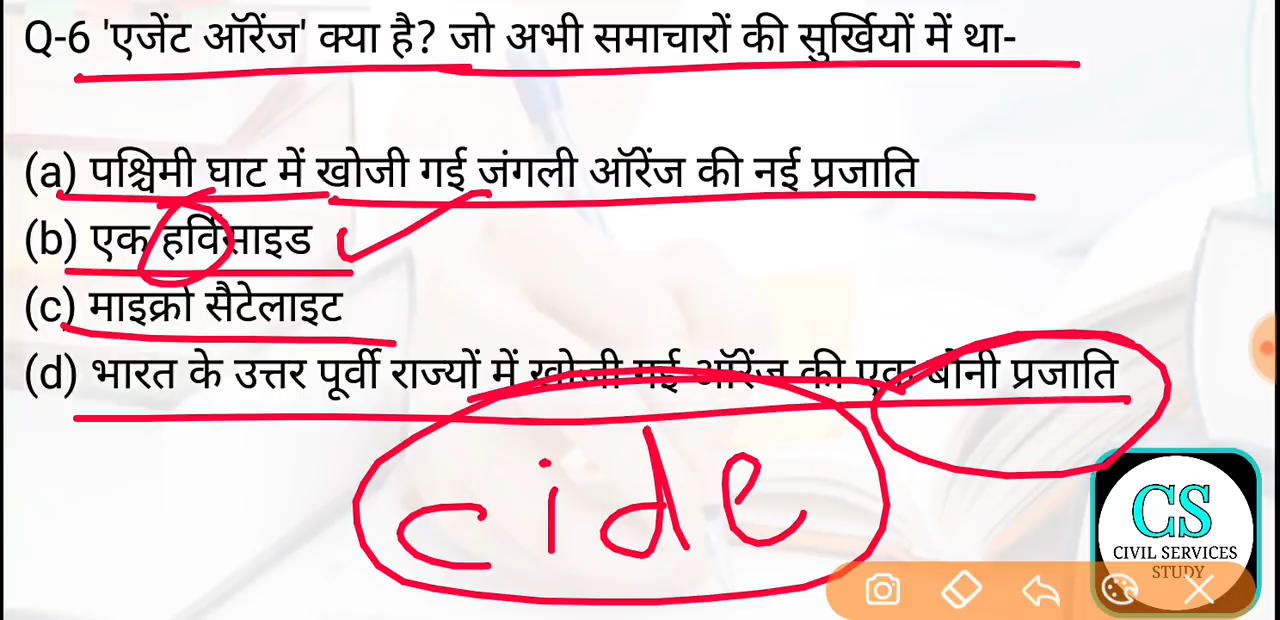 Q-6 'एजेंट ऑरेंज' क्या है? जो अभी समाचारों की सुर्खियों में था-
(a) पश्चिमी घाट में खोजी गई जंगली ऑरेंज की नई प्रजाति
(b) एक हर्विसाइड
(c) माइक्रो सैटेलाइट
(d) भारत के उत्तर पूर्वी राज्यों में खोजी गई ऑरेंज की एक बोनी प्रजाति
cide
CS
CIVIL SERVICES
STUDY